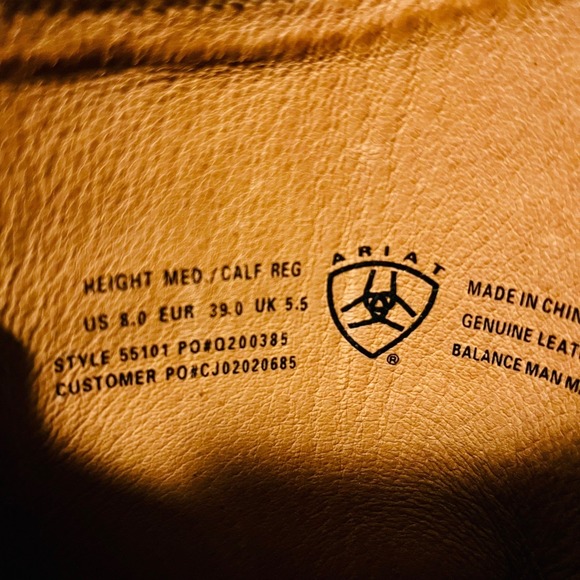 HEIGHT MED./CALF REG
US 8.0 EUR 39.0 UK 5.5
STYLE 55101 PO#Q200385
CUSTOMER PO#CJ02020685
ARIAT
®
MADE IN
GENUINE
BALANCE MAN